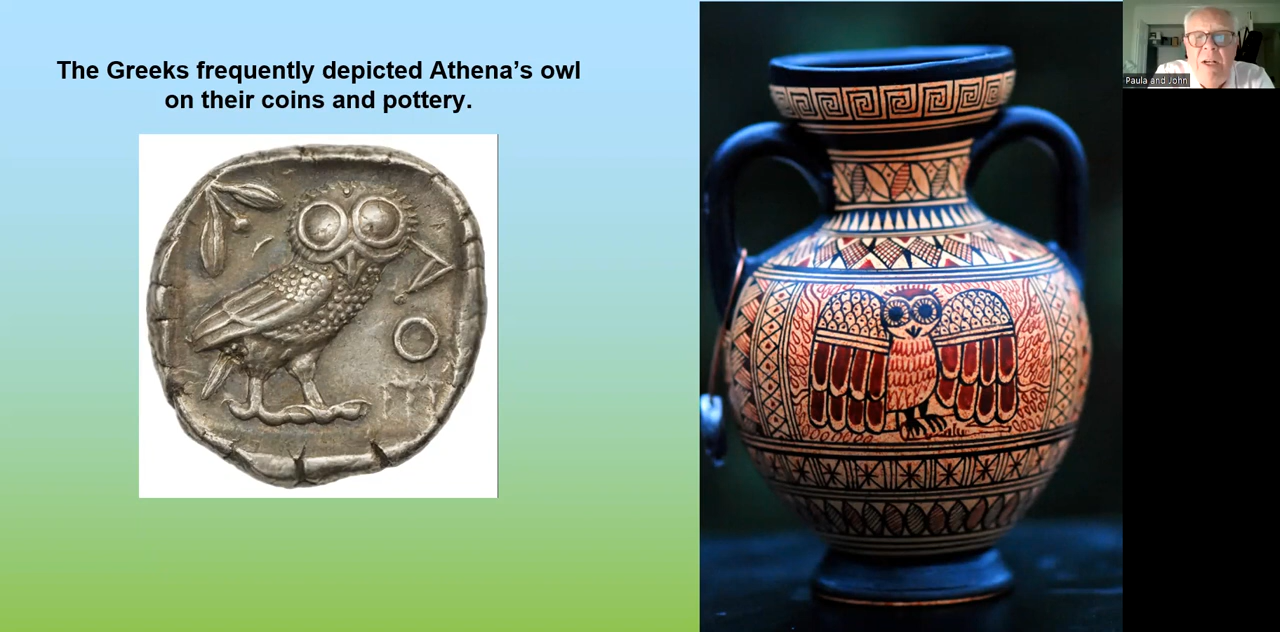 The Greeks frequently depicted Athena’s owl
on their coins and pottery.
Paula and John